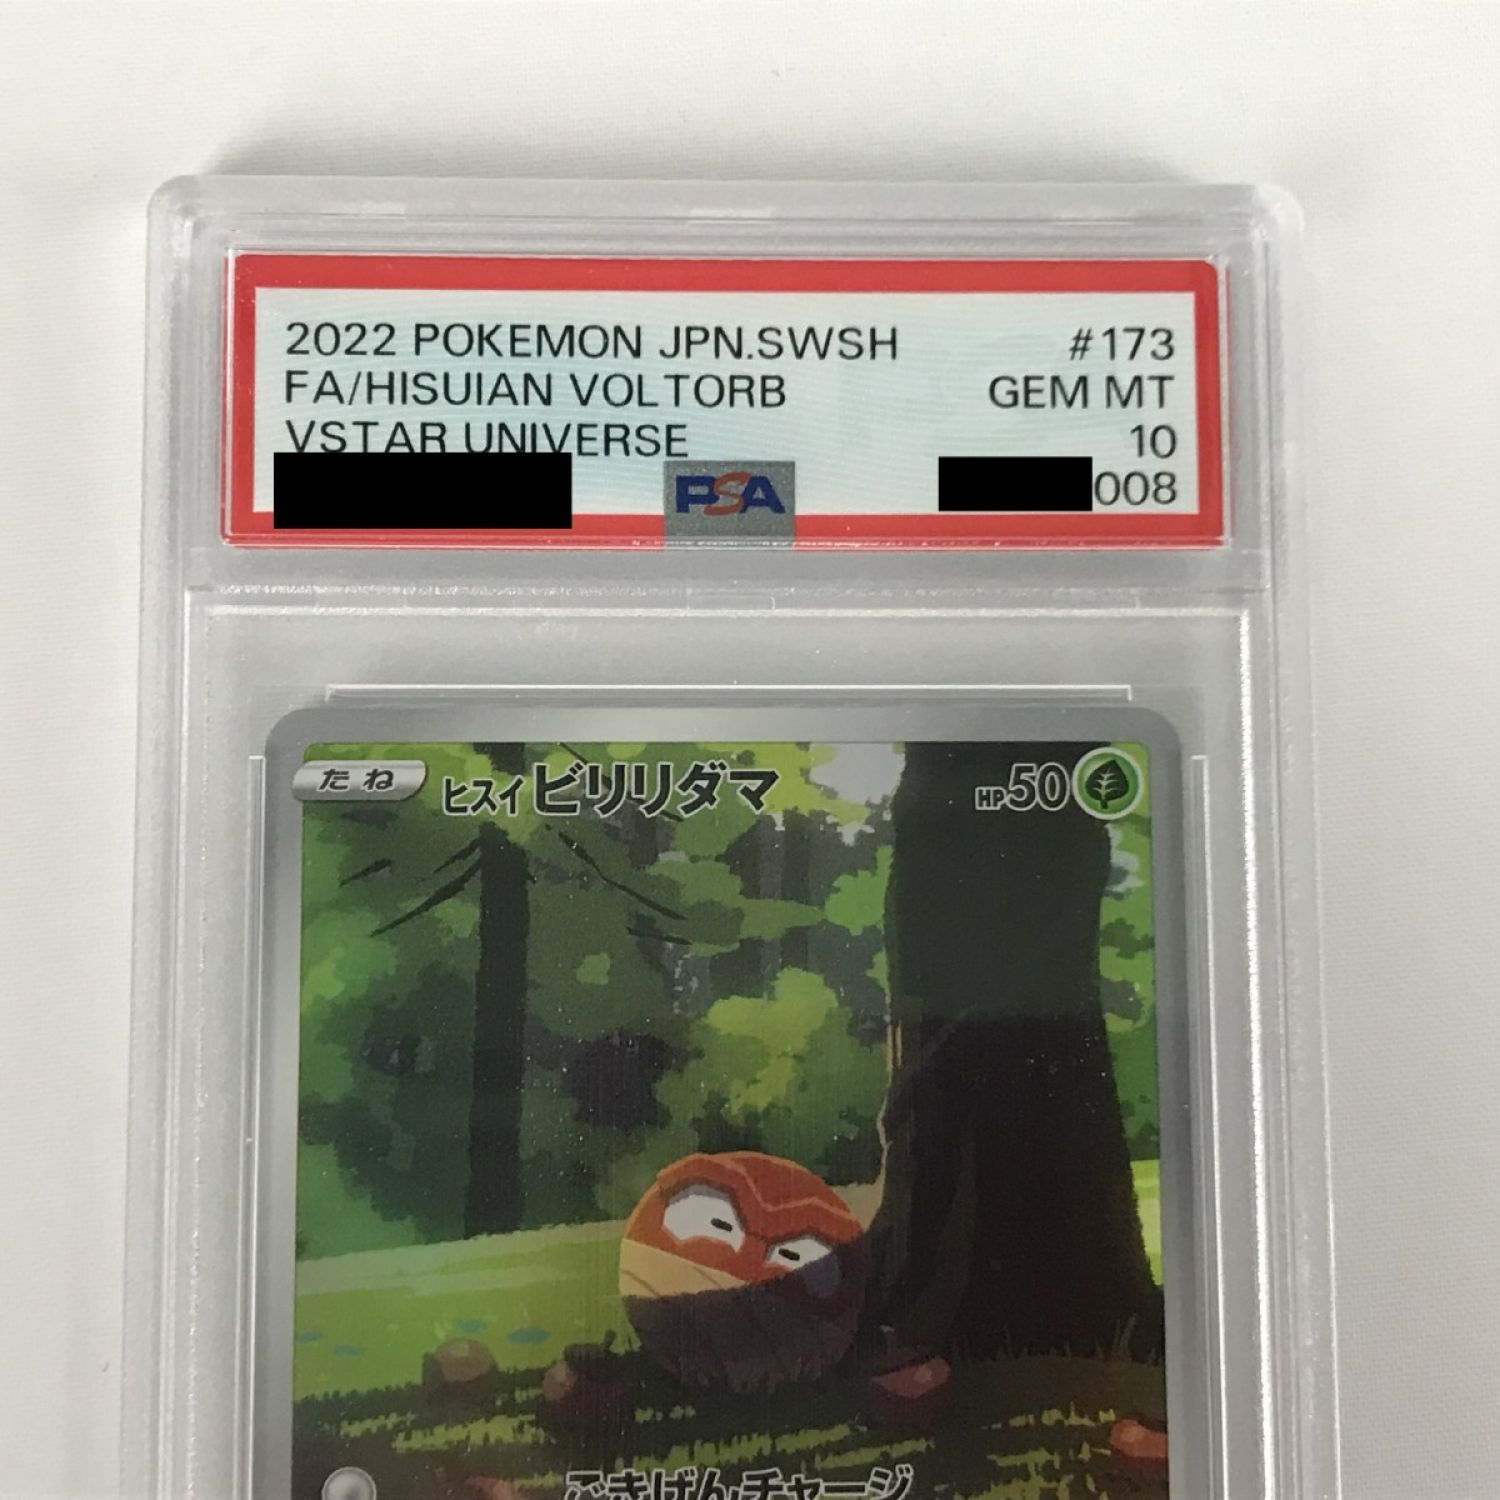 2022 POKEMON JPN.SWSH #173
FA/HISUIAN VOLTORB GEM MT
VSTAR UNIVERSE 10
PSA 008
たね ヒスイビリリダマ HP50
ごきげんチャージ